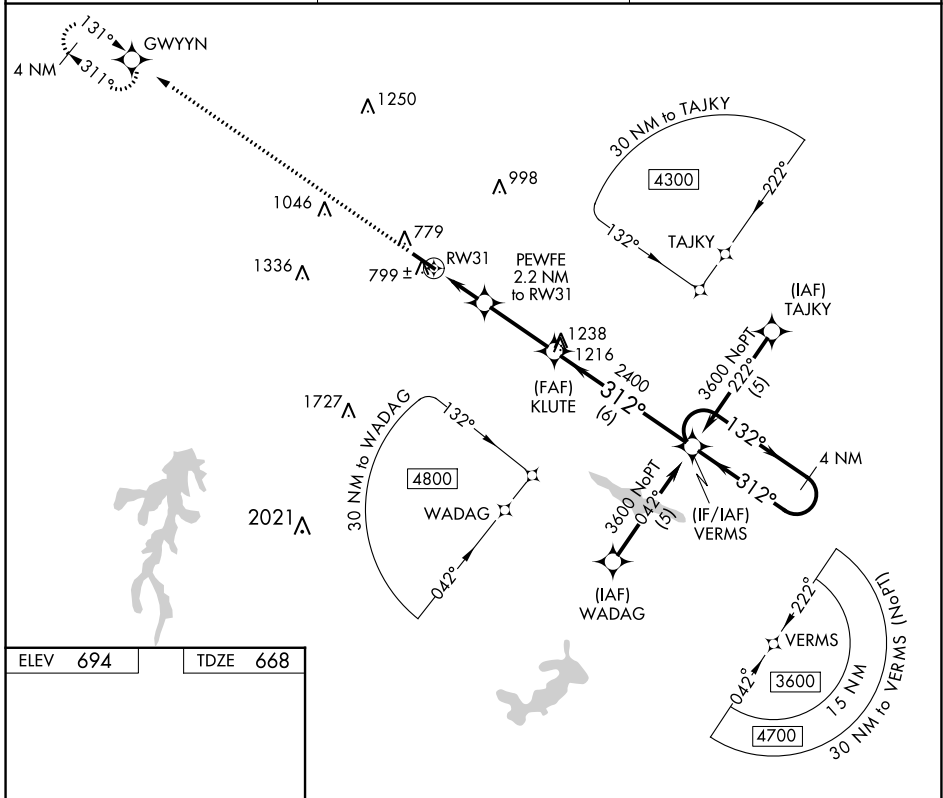 GWYYN
131°
311°
4 NM
1250
998
1046
779
RW31
1336
799 ±
PEWFE
2.2 NM
to RW31
30 NM to TAJKY
4300
222°
132°
TAJKY
(IAF)
TAJKY
1238
1216
(FAF)
KLUTE
2400
312°
(6)
3600 NoPT
222°
(5)
132°
4 NM
312°
(IF/IAF)
VERMS
1727
30 NM to WADAG
132°
4800
WADAG
042°
2021
3600 NoPT
042°
(5)
(IAF)
WADAG
222°
VERMS
042°
3600
15 NM
4700
30 NM to VERMS (NoPT)
ELEV 694
TDZE 668